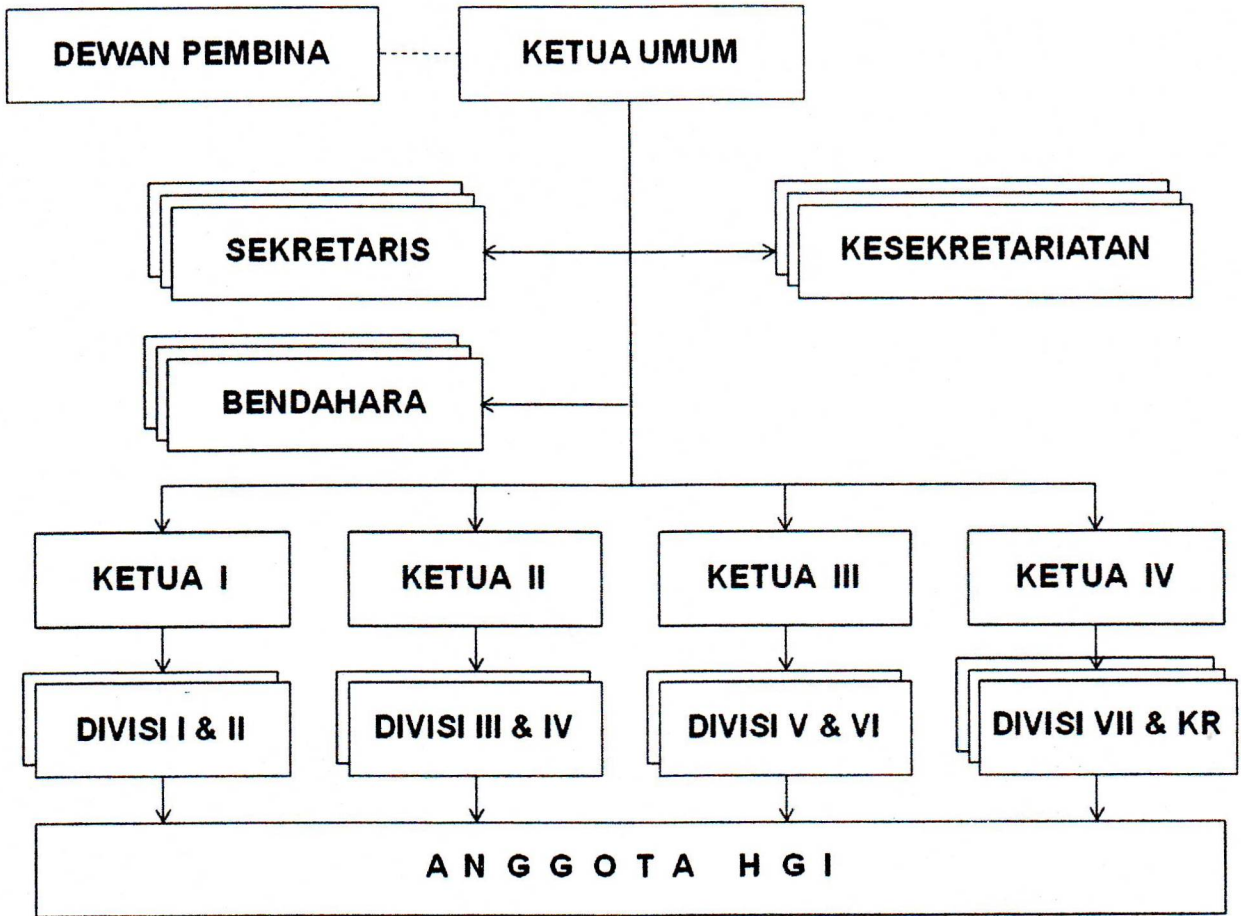 DEWAN PEMBINA
KETUA UMUM
SEKRETARIS
KESEKRETARIATAN
BENDAHARA
KETUA I
KETUA II
KETUA III
KETUA IV
DIVISI I & II
DIVISI III & IV
DIVISI V & VI
DIVISI VII & KR
A N G G O T A H G I